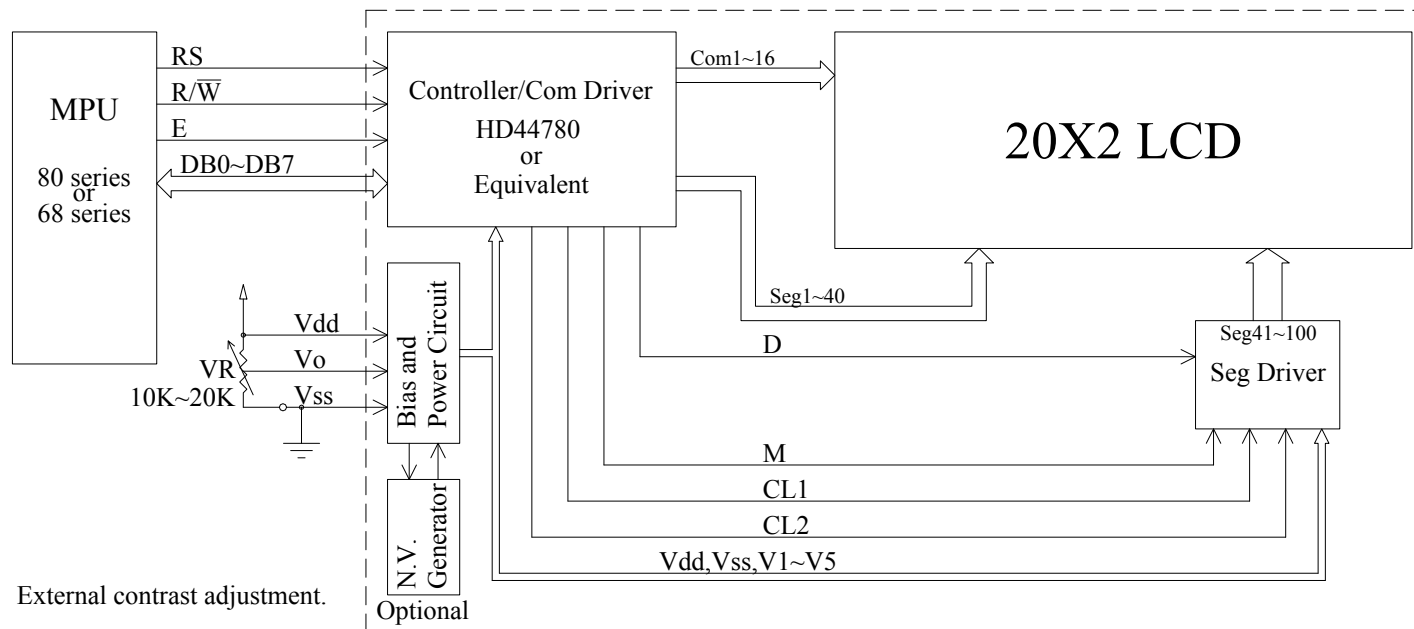 MPU
80 series
or
68 series
RS
R/W̅
E
DB0~DB7
Controller/Com Driver
HD44780
or
Equivalent
Com1~16
20X2 LCD
Seg1~40
D
Seg41~100
Seg Driver
Vdd
Vo
Vss
VR
10K~20K
Bias and
Power Circuit
M
CL1
CL2
Vdd,Vss,V1~V5
N.V.
Generator
Optional
External contrast adjustment.